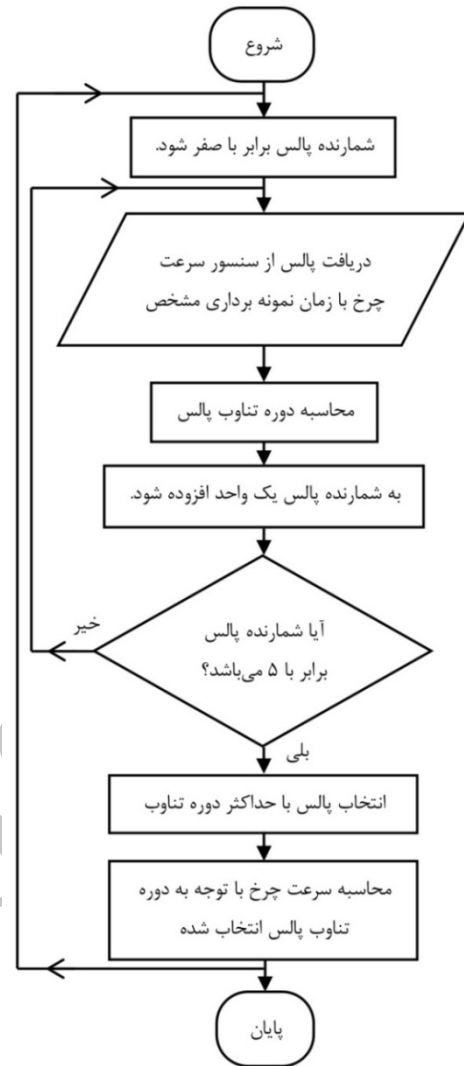 شروع
شمارنده پالس برابر با صفر شود.
دریافت پالس از سنسور سرعت
چرخ با زمان نمونه برداری مشخص
محاسبه دوره تناوب پالس
به شمارنده پالس یک واحد افزوده شود.
خیر
آیا شمارنده پالس
برابر با ۵ می‌باشد؟
بلی
انتخاب پالس با حداکثر دوره تناوب
محاسبه سرعت چرخ با توجه به دوره
تناوب پالس انتخاب شده
پایان